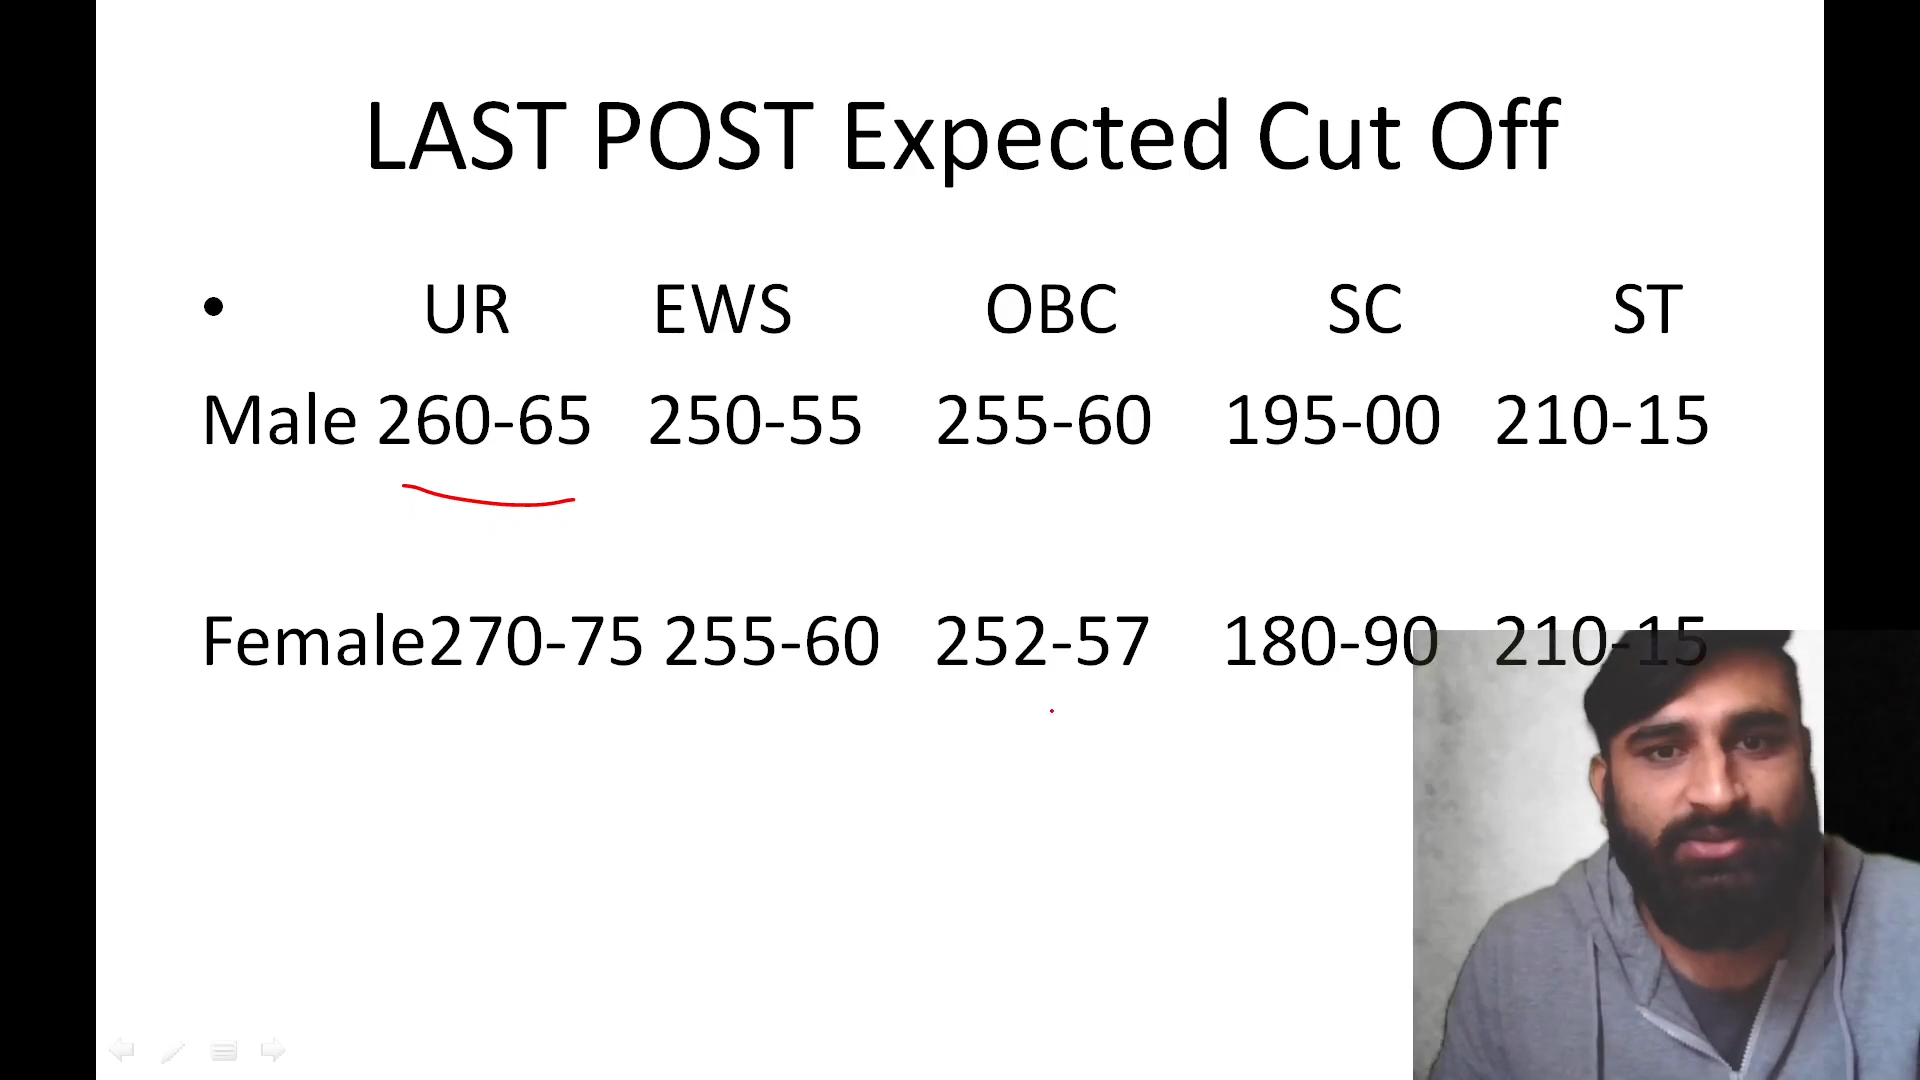 LAST POST Expected Cut Off
• UR EWS OBC SC ST
Male 260-65 250-55 255-60 195-00 210-15
Female270-75 255-60 252-57 180-90 210-15